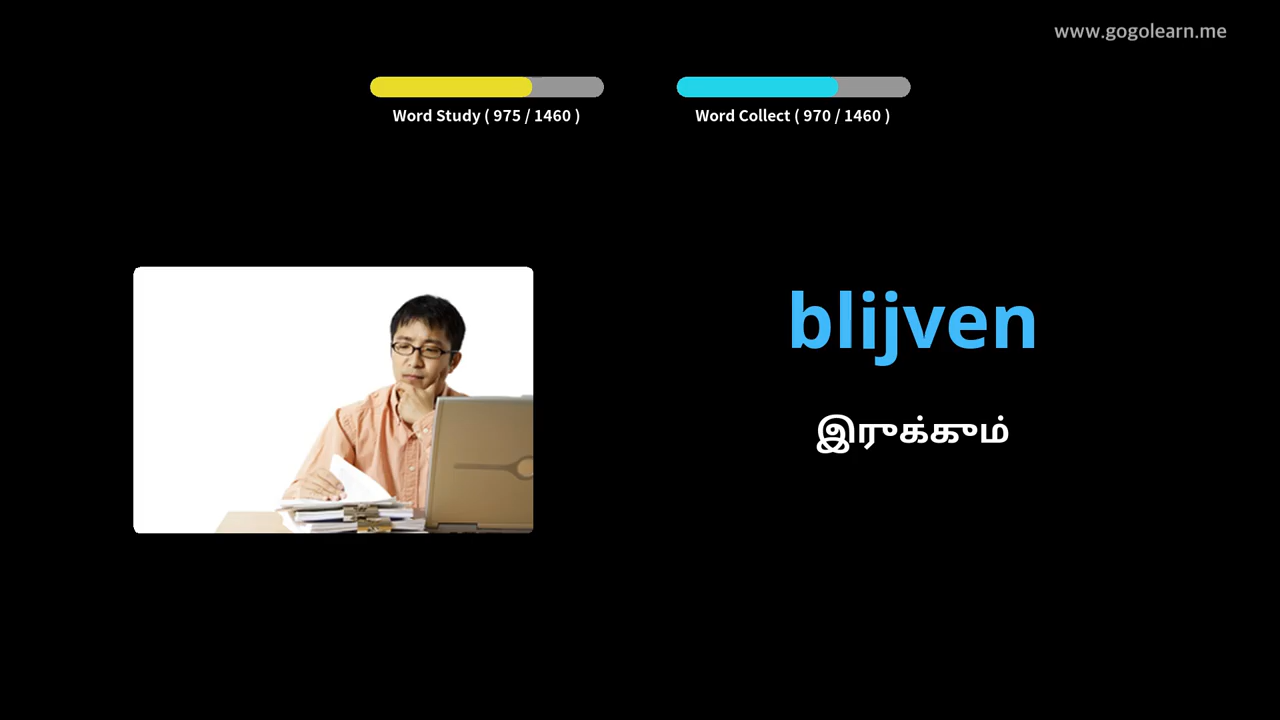 www.gogolearn.me
Word Study ( 975 / 1460 )
Word Collect ( 970 / 1460 )
blijven
இருக்கும்